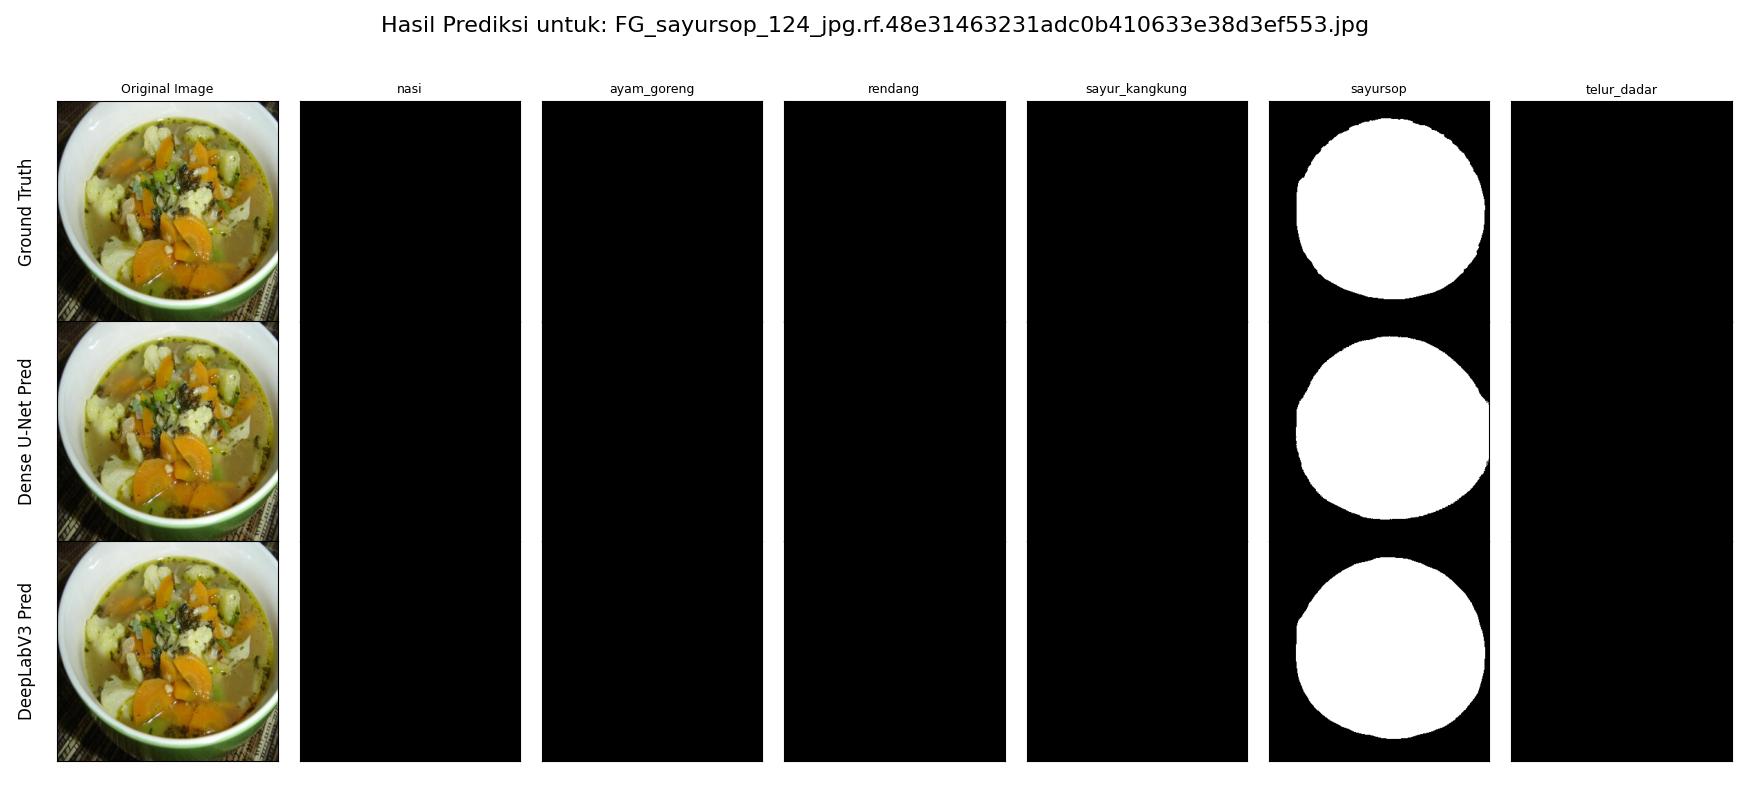 Hasil Prediksi untuk: FG_sayursop_124_jpg.rf.48e31463231adc0b410633e38d3ef553.jpg
Original Image nasi ayam_goreng rendang sayur_kangkung sayursop telur_dadar
Ground Truth
Dense U-Net Pred
DeepLabV3 Pred